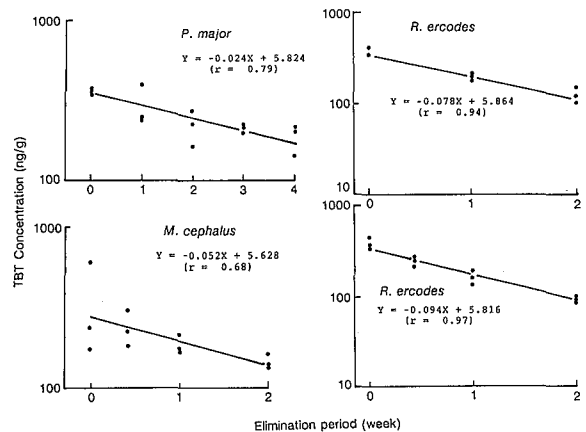 TBT Concentration (ng/g)
P. major
Y = -0.024X + 5.824
(r = 0.79)
1000
100
0 1 2 3 4
R. ercodes
Y = -0.078X + 5.864
(r = 0.94)
1000
100
10
0 1 2
M. cephalus
Y = -0.052X + 5.628
(r = 0.68)
1000
100
0 1 2
R. ercodes
Y = -0.094X + 5.816
(r = 0.97)
1000
100
10
0 1 2
Elimination period (week)